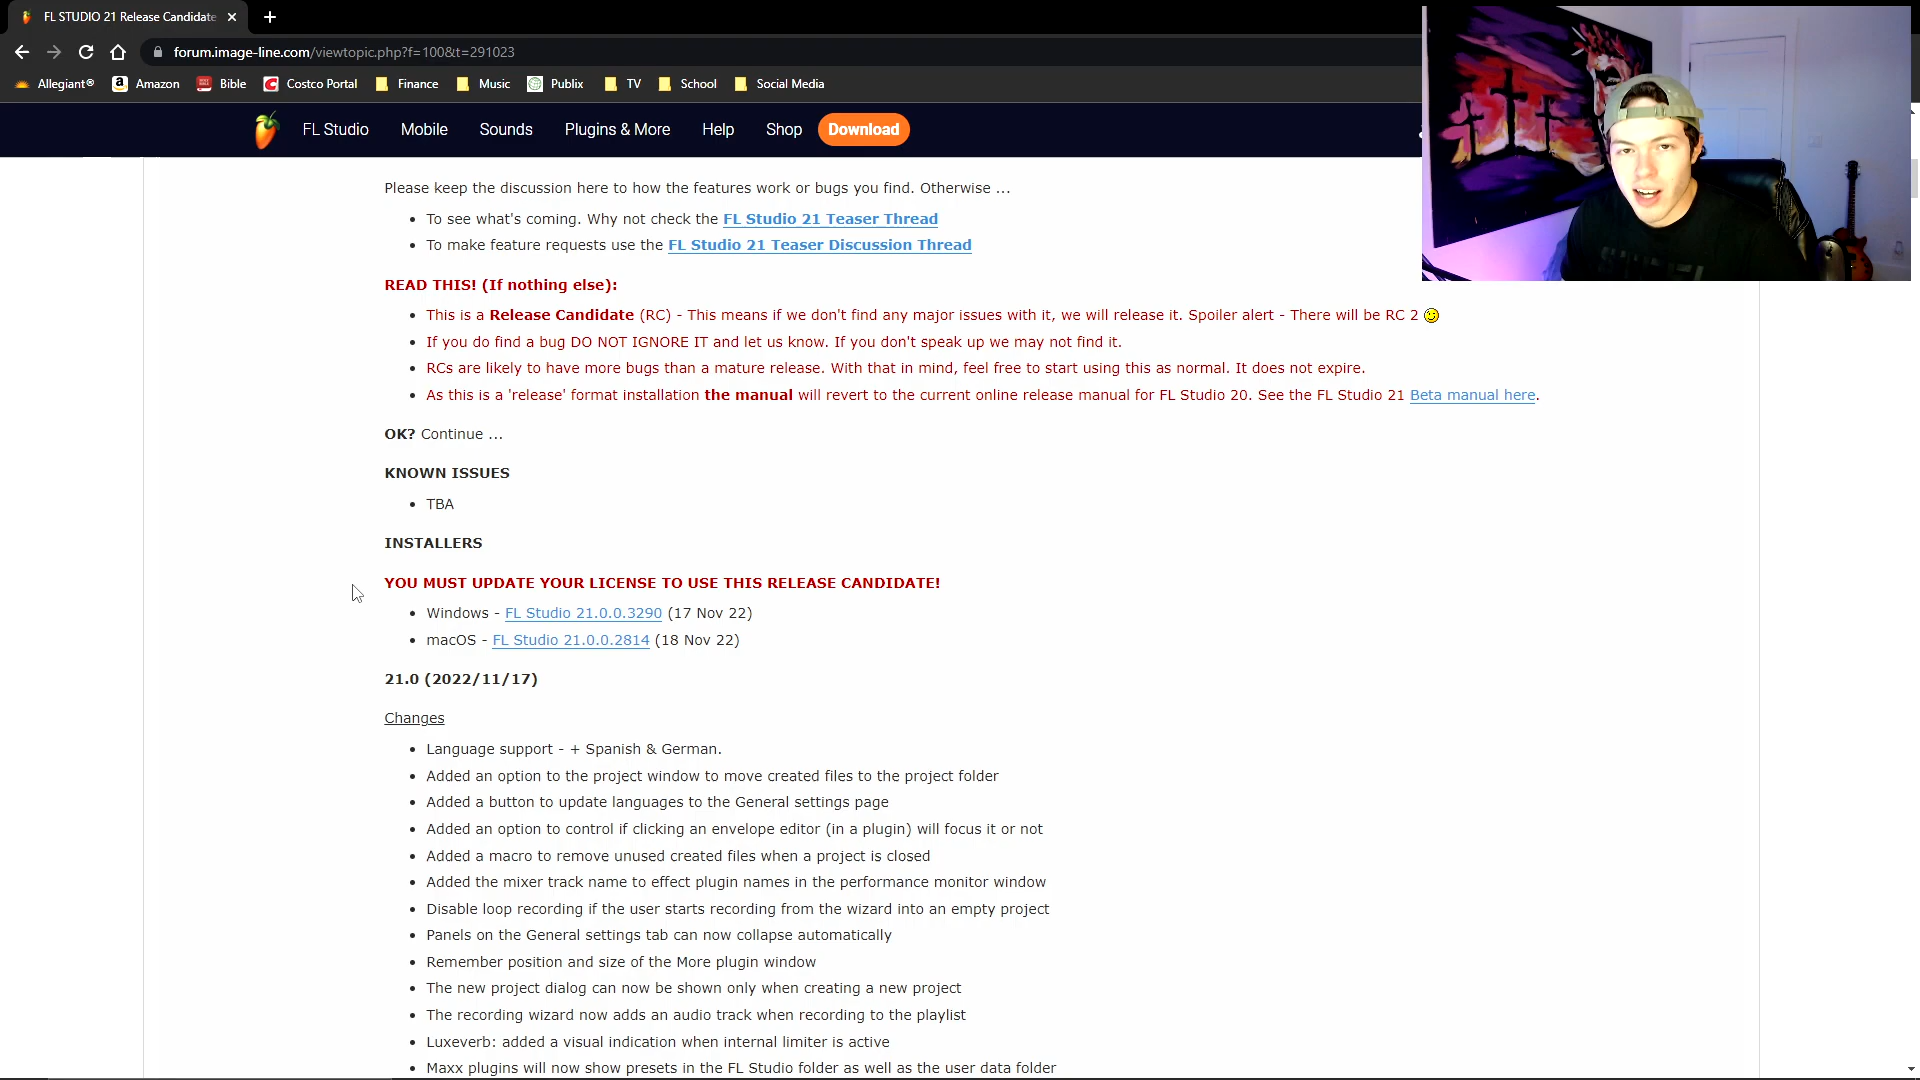 FL STUDIO 21 Release Candidate
forum.image-line.com/viewtopic.php?f=100&t=291023
Allegiant® Amazon Bible Costco Portal Finance Music Publix TV School Social Media
FL Studio Mobile Sounds Plugins & More Help Shop Download
Please keep the discussion here to how the features work or bugs you find. Otherwise ...
• To see what's coming. Why not check the FL Studio 21 Teaser Thread
• To make feature requests use the FL Studio 21 Teaser Discussion Thread
READ THIS! (If nothing else):
• This is a Release Candidate (RC) - This means if we don't find any major issues with it, we will release it. Spoiler alert - There will be RC 2
• If you do find a bug DO NOT IGNORE IT and let us know. If you don't speak up we may not find it.
• RCs are likely to have more bugs than a mature release. With that in mind, feel free to start using this as normal. It does not expire.
• As this is a 'release' format installation the manual will revert to the current online release manual for FL Studio 20. See the FL Studio 21 Beta manual here.
OK? Continue ...
KNOWN ISSUES
• TBA
INSTALLERS
YOU MUST UPDATE YOUR LICENSE TO USE THIS RELEASE CANDIDATE!
• Windows - FL Studio 21.0.0.3290 (17 Nov 22)
• macOS - FL Studio 21.0.0.2814 (18 Nov 22)
21.0 (2022/11/17)
Changes
• Language support - + Spanish & German.
• Added an option to the project window to move created files to the project folder
• Added a button to update languages to the General settings page
• Added an option to control if clicking an envelope editor (in a plugin) will focus it or not
• Added a macro to remove unused created files when a project is closed
• Added the mixer track name to effect plugin names in the performance monitor window
• Disable loop recording if the user starts recording from the wizard into an empty project
• Panels on the General settings tab can now collapse automatically
• Remember position and size of the More plugin window
• The new project dialog can now be shown only when creating a new project
• The recording wizard now adds an audio track when recording to the playlist
• Luxeverb: added a visual indication when internal limiter is active
• Maxx plugins will now show presets in the FL Studio folder as well as the user data folder